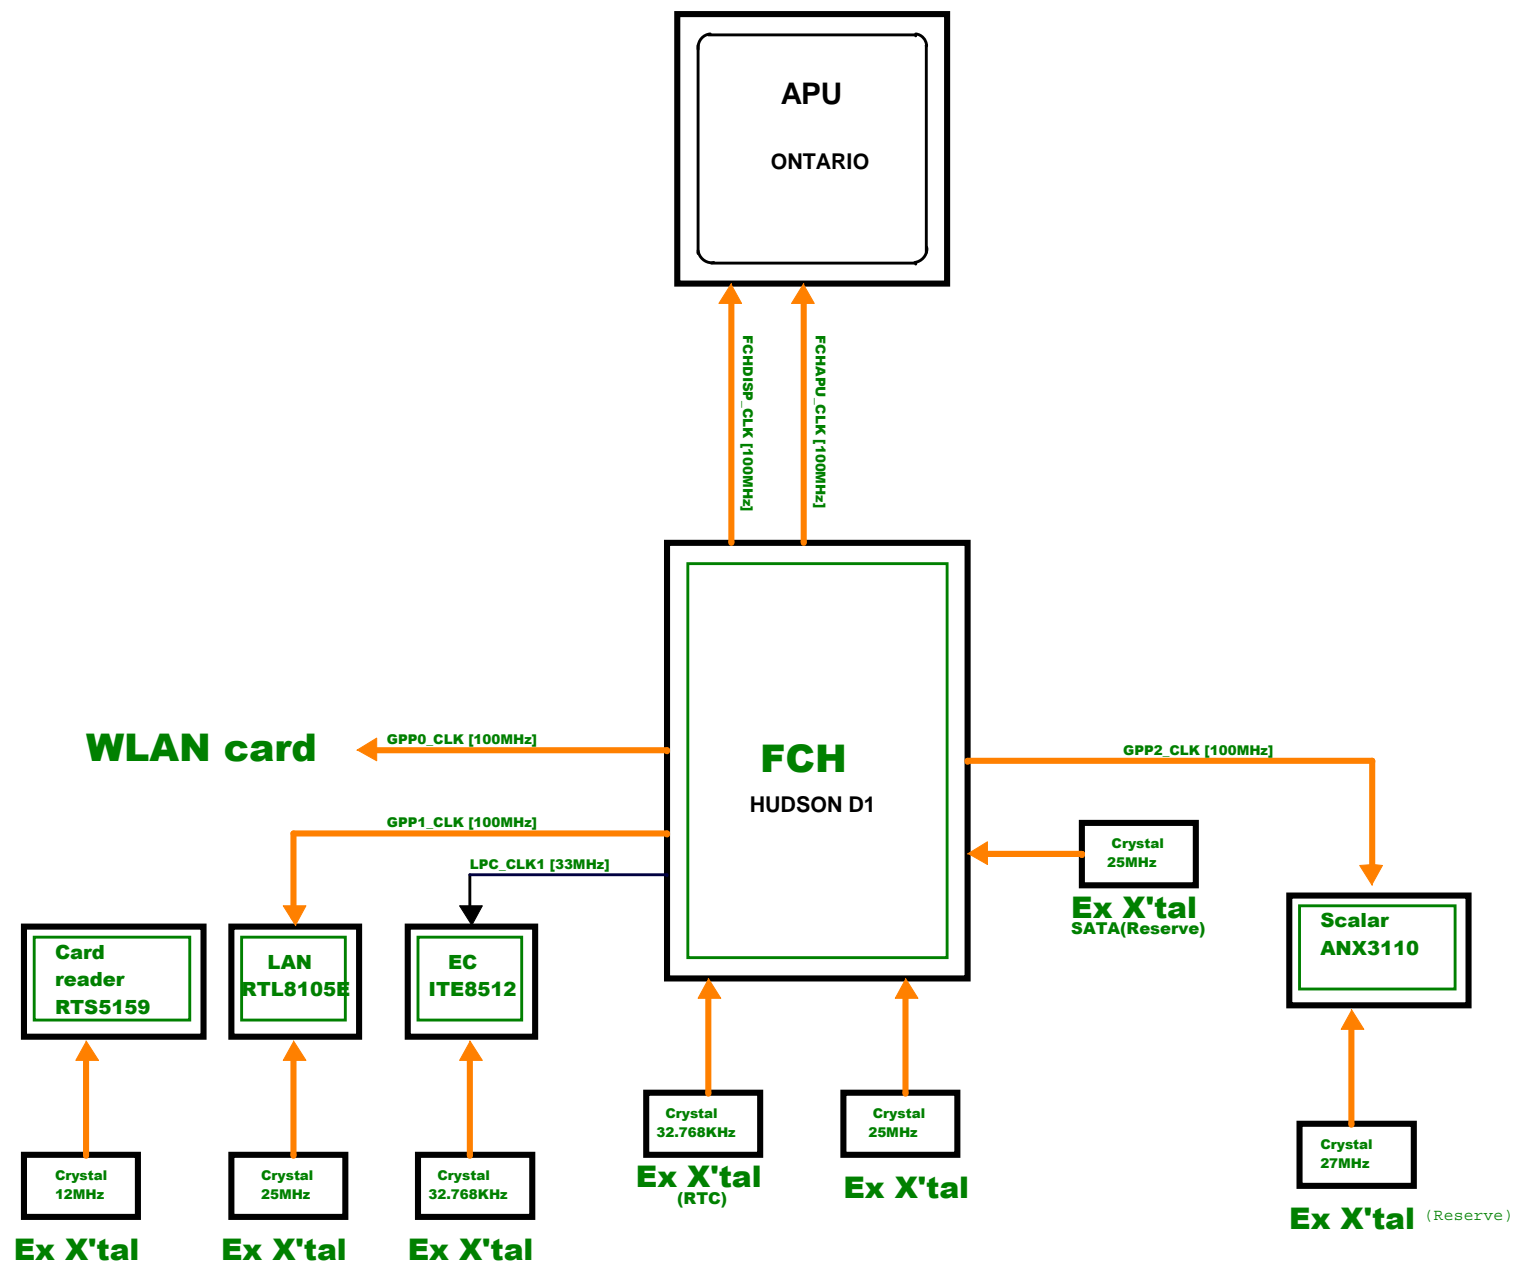 APU
ONTARIO
FCHDISP_CLK [100MHz]
FCHAPU_CLK [100MHz]
WLAN card
GPP0_CLK [100MHz]
FCH
HUDSON D1
GPP2_CLK [100MHz]
GPP1_CLK [100MHz]
LPC_CLK1 [33MHz]
Crystal
25MHz
Ex X'tal
SATA(Reserve)
Scalar
ANX3110
Card
reader
RTS5159
LAN
RTL8105E
EC
ITE8512
Crystal
32.768KHz
Ex X'tal
(RTC)
Crystal
25MHz
Ex X'tal
Crystal
27MHz
Ex X'tal (Reserve)
Crystal
12MHz
Ex X'tal
Crystal
25MHz
Ex X'tal
Crystal
32.768KHz
Ex X'tal